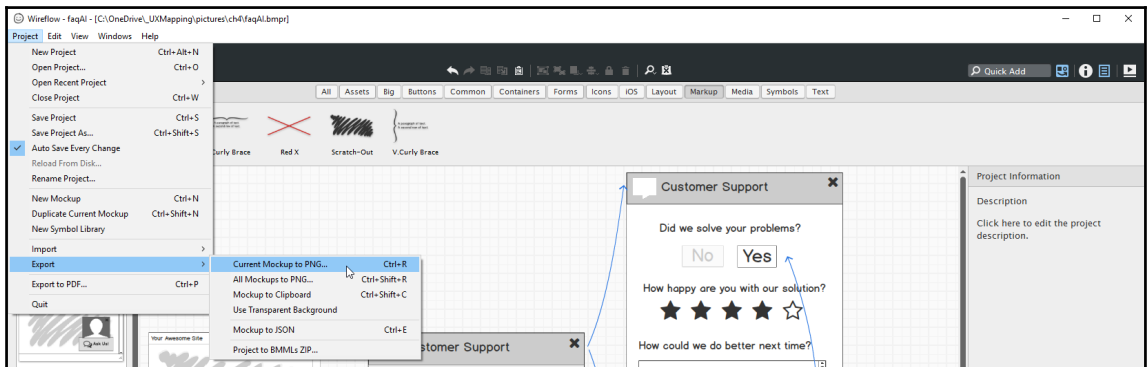 Wireflow - faqAI - [C:\OneDrive\_UXMapping\pictures\ch4\faqAI.bmpr]
Project Edit View Windows Help
New Project Ctrl+Alt+N
Open Project... Ctrl+O
Open Recent Project
Close Project Ctrl+W
Save Project Ctrl+S
Save Project As... Ctrl+Shift+S
Auto Save Every Change
Reload From Disk...
Rename Project...
New Mockup Ctrl+N
Duplicate Current Mockup Ctrl+Shift+N
New Symbol Library
Import
Export
Export to PDF... Ctrl+P
Quit
Current Mockup to PNG... Ctrl+R
All Mockups to PNG... Ctrl+Shift+R
Mockup to Clipboard Ctrl+Shift+C
Use Transparent Background
Mockup to JSON Ctrl+E
Project to BMMLs ZIP...
Quick Add
All Assets Big Buttons Common Containers Forms Icons iOS Layout Markup Media Symbols Text
Curly Brace Red X Scratch-Out V.Curly Brace
Customer Support
Did we solve your problems?
No Yes
How happy are you with our solution?
How could we do better next time?
Project Information
Description
Click here to edit the project
description.
Ask Us!
Your Awesome Site
stomer Support